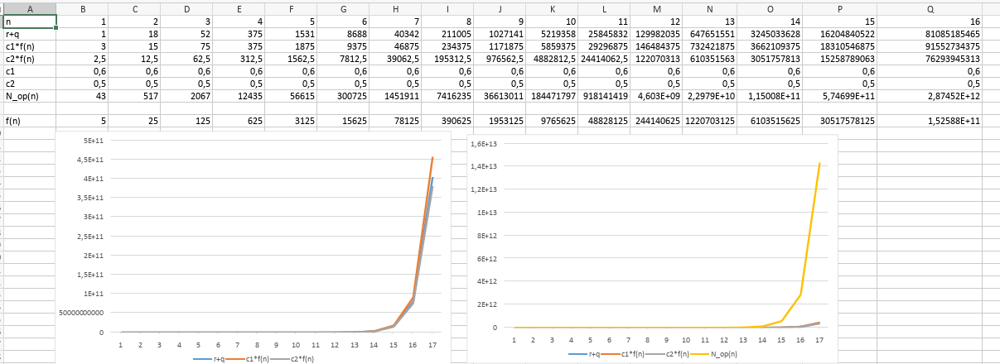 A B C D E F G H I J K L M N O P Q
n 1 2 3 4 5 6 7 8 9 10 11 12 13 14 15 16
r+q 1 18 52 375 1531 8688 40342 211005 1027141 5219358 25845832 129982035 647651551 3245033628 16204840522 81085185465
c1*f(n) 3 15 75 375 1875 9375 46875 234375 1171875 5859375 29296875 146484375 732421875 3662109375 18310546875 91552734375
c2*f(n) 2,5 12,5 62,5 312,5 1562,5 7812,5 39062,5 195312,5 976562,5 4882812,5 24414062,5 122070313 610351563 3051757813 15258789063 76293945313
c1 0,6 0,6 0,6 0,6 0,6 0,6 0,6 0,6 0,6 0,6 0,6 0,6 0,6 0,6 0,6 0,6
c2 0,5 0,5 0,5 0,5 0,5 0,5 0,5 0,5 0,5 0,5 0,5 0,5 0,5 0,5 0,5 0,5
N_op(n) 43 517 2067 12435 56615 300725 1451911 7416235 36613011 184471797 918141419 4,603E+09 2,2979E+10 1,15008E+11 5,74699E+11 2,87452E+12
f(n) 5 25 125 625 3125 15625 78125 390625 1953125 9765625 48828125 244140625 1220703125 6103515625 30517578125 1,52588E+11
5E+11
4,5E+11
4E+11
3,5E+11
3E+11
2,5E+11
2E+11
1,5E+11
1E+11
50000000000
0
1 2 3 4 5 6 7 8 9 10 11 12 13 14 15 16 17
r+q c1*f(n) c2*f(n)
1,6E+13
1,4E+13
1,2E+13
1E+13
8E+12
6E+12
4E+12
2E+12
0
1 2 3 4 5 6 7 8 9 10 11 12 13 14 15 16 17
r+q c1*f(n) c2*f(n) N_op(n)